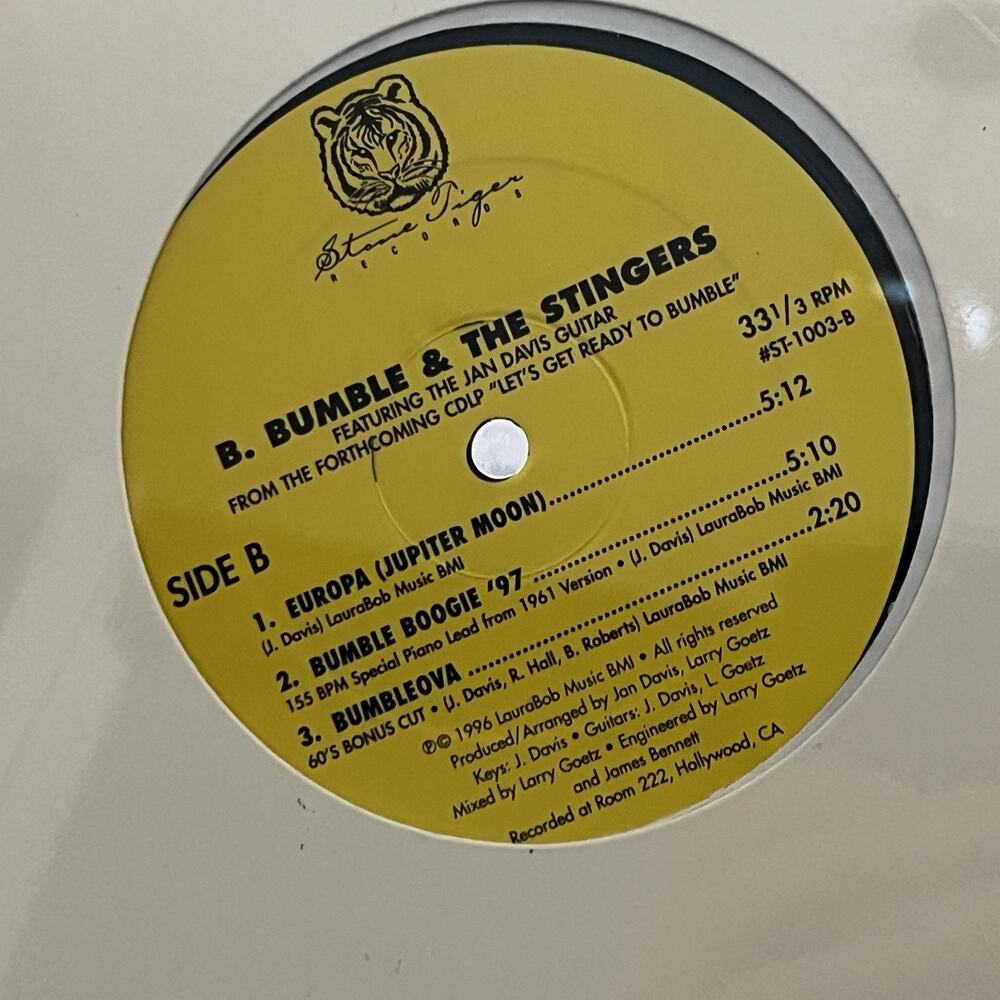 Stone Tiger
RECORDS
B. BUMBLE & THE STINGERS
FEATURING THE JAN DAVIS GUITAR
FROM THE FORTHCOMING CDLP "LET'S GET READY TO BUMBLE"
33 1/3 RPM
#ST-1003-B
SIDE B
1. EUROPA (JUPITER MOON)..............................5:12
(J. Davis) LauraBob Music BMI
2. BUMBLE BOOGIE '97 ..............................5:10
155 BPM Special Piano Lead from 1961 Version • (J. Davis) LauraBob Music BMI
3. BUMBLEOVA ..............................2:20
60'S BONUS CUT • (J. Davis, R. Hall, B. Roberts) LauraBob Music BMI
℗© 1996 LauraBob Music BMI • All rights reserved
Produced/Arranged by Jan Davis, Larry Goetz
Keys: J. Davis • Guitars: J. Davis, L. Goetz
Mixed by Larry Goetz • Engineered by Larry Goetz
and James Bennett
Recorded at Room 222, Hollywood, CA